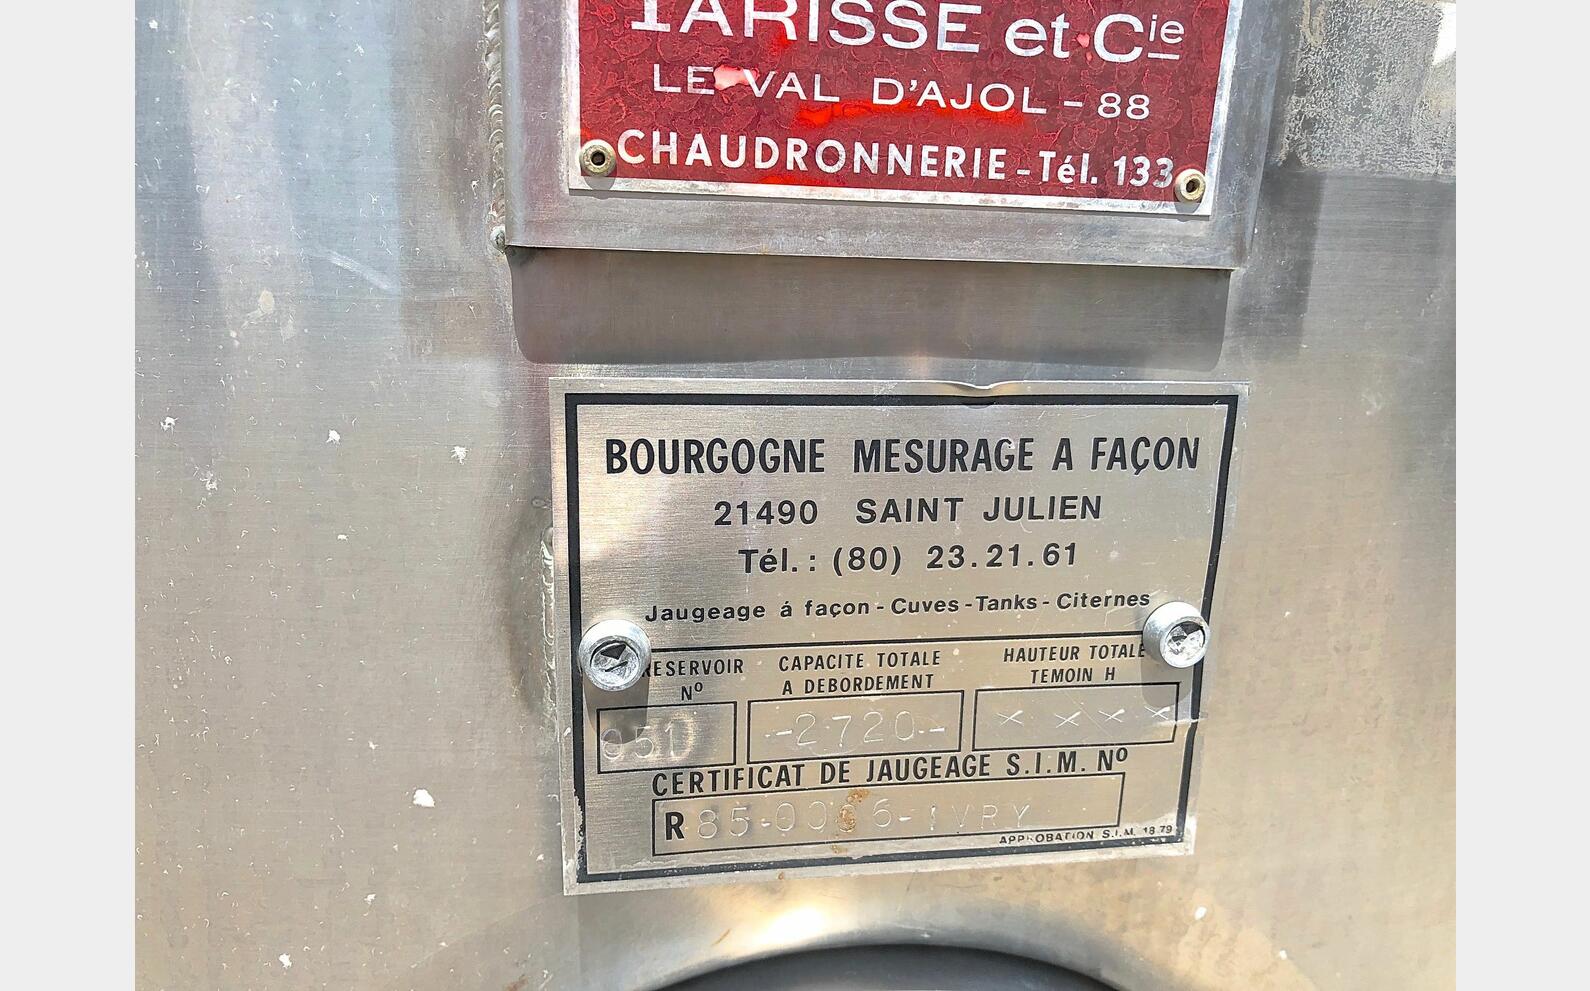 TARISSE et Cie
LE VAL D'AJOL - 88
CHAUDRONNERIE - Tél. 133
BOURGOGNE MESURAGE A FAÇON
21490 SAINT JULIEN
Tél. : (80) 23.21.61
Jaugeage á façon - Cuves - Tanks - Citernes
RESERVOIR Nº
CAPACITE TOTALE A DEBORDEMENT
HAUTEUR TOTALE TEMOIN H
-2720-
× × × ×
CERTIFICAT DE JAUGEAGE S.I.M. Nº
R
APPROBATION S.I.M. 18 79